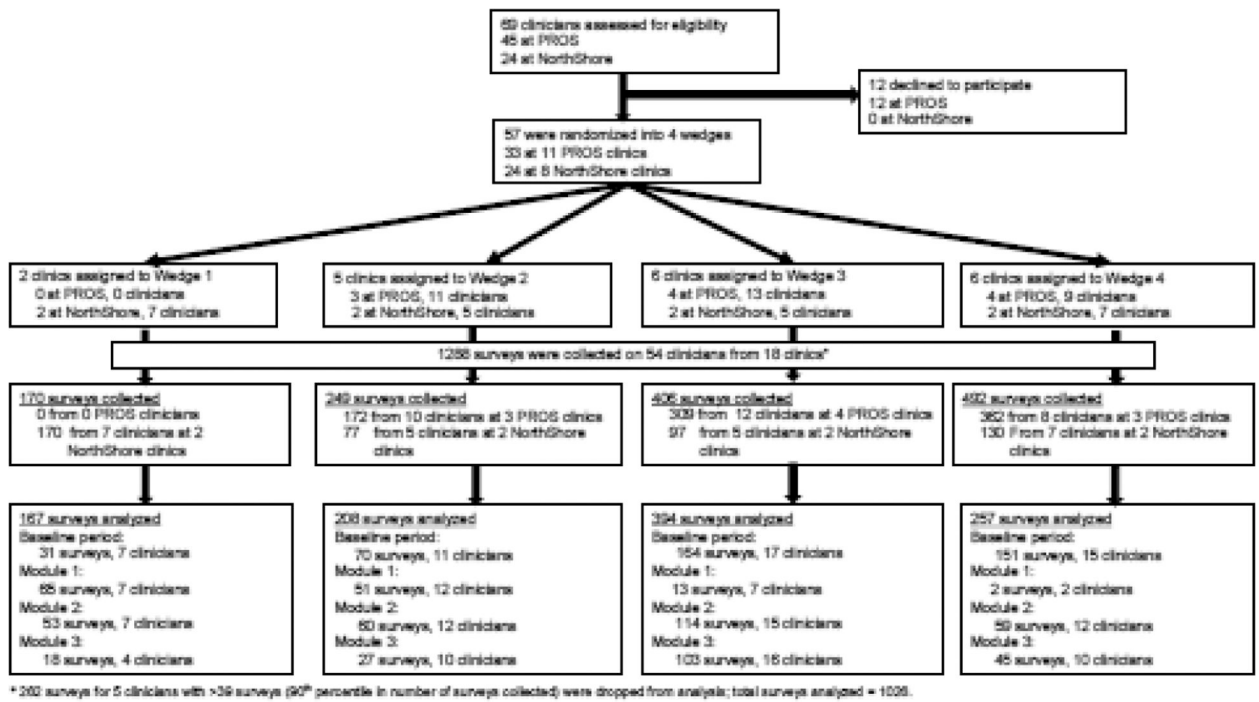 69 clinicians assessed for eligibility
45 at PROS
24 at NorthShore
12 declined to participate
12 at PROS
0 at NorthShore
57 were randomized into 4 wedges
33 at 11 PROS clinics
24 at 8 NorthShore clinics
2 clinics assigned to Wedge 1
0 at PROS, 0 clinicians
2 at NorthShore, 7 clinicians
5 clinics assigned to Wedge 2
3 at PROS, 11 clinicians
2 at NorthShore, 5 clinicians
6 clinics assigned to Wedge 3
4 at PROS, 13 clinicians
2 at NorthShore, 5 clinicians
6 clinics assigned to Wedge 4
4 at PROS, 9 clinicians
2 at NorthShore, 7 clinicians
1288 surveys were collected on 54 clinicians from 18 clinics*
170 surveys collected
0 from 0 PROS clinicians
170 from 7 clinicians at 2
NorthShore clinics
249 surveys collected
172 from 10 clinicians at 3 PROS clinics
77 from 5 clinicians at 2 NorthShore
clinics
406 surveys collected
309 from 12 clinicians at 4 PROS clinics
97 from 5 clinicians at 2 NorthShore
clinics
492 surveys collected
362 from 8 clinicians at 3 PROS clinics
130 From 7 clinicians at 2 NorthShore
clinics
167 surveys analyzed
Baseline period:
31 surveys, 7 clinicians
Module 1:
65 surveys, 7 clinicians
Module 2:
53 surveys, 7 clinicians
Module 3:
18 surveys, 4 clinicians
208 surveys analyzed
Baseline period:
70 surveys, 11 clinicians
Module 1:
51 surveys, 12 clinicians
Module 2:
60 surveys, 12 clinicians
Module 3:
27 surveys, 10 clinicians
394 surveys analyzed
Baseline period:
164 surveys, 17 clinicians
Module 1:
13 surveys, 7 clinicians
Module 2:
114 surveys, 15 clinicians
Module 3:
103 surveys, 16 clinicians
257 surveys analyzed
Baseline period:
151 surveys, 15 clinicians
Module 1:
2 surveys, 2 clinicians
Module 2:
59 surveys, 12 clinicians
Module 3:
45 surveys, 10 clinicians
* 262 surveys for 5 clinicians with >39 surveys (90th percentile in number of surveys collected) were dropped from analysis; total surveys analyzed = 1026.